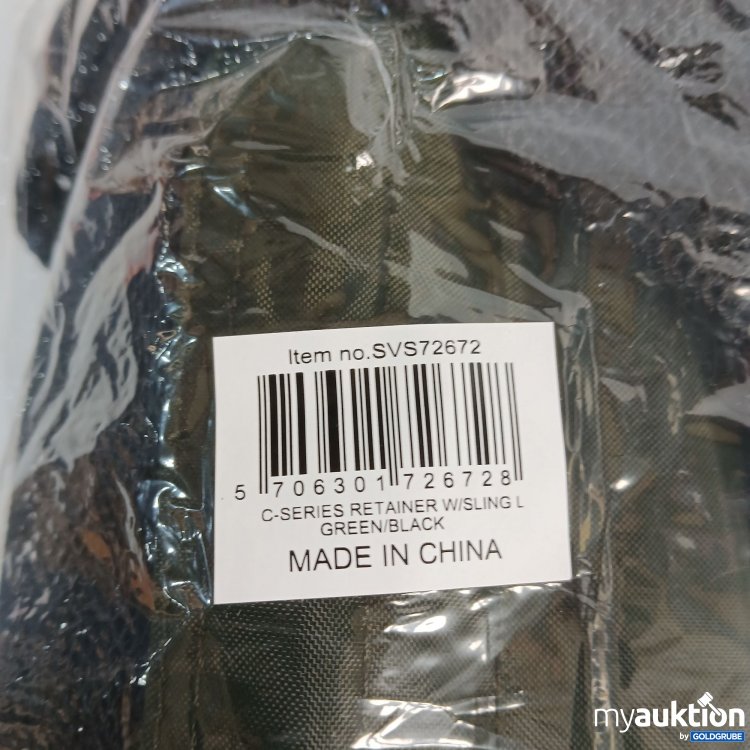 Item no.SVS72672
5 706301 726728
C-SERIES RETAINER W/SLING L
GREEN/BLACK
MADE IN CHINA
myauktion
by GOLDGRUBE